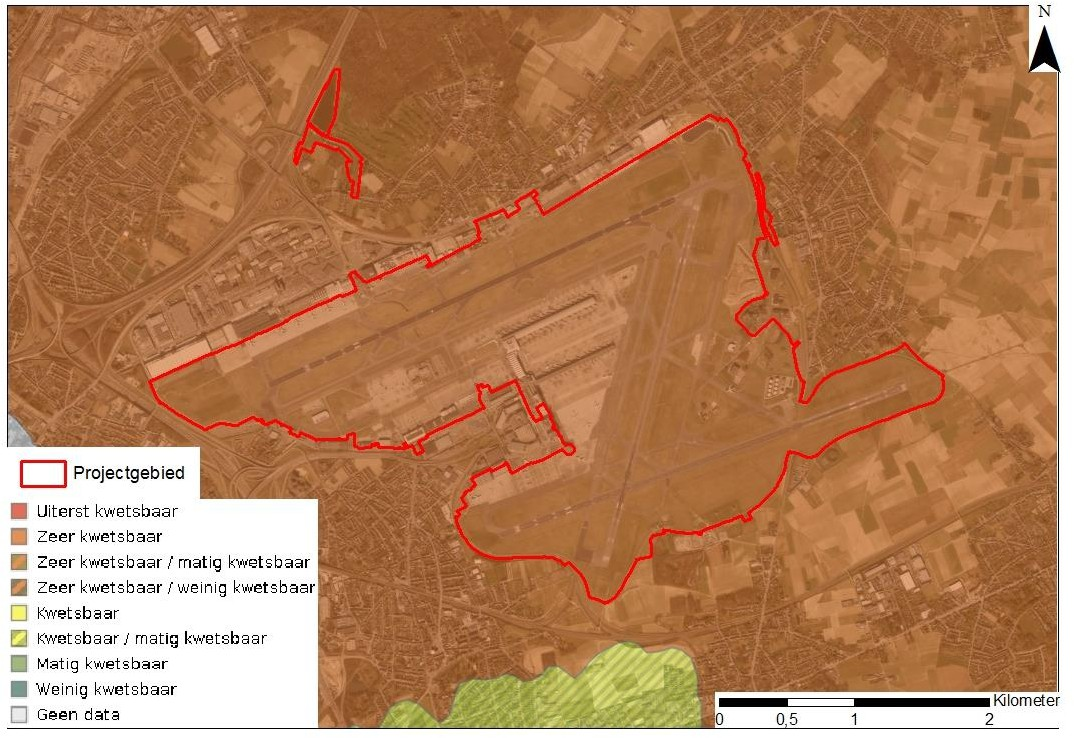 N
Projectgebied
Uiterst kwetsbaar
Zeer kwetsbaar
Zeer kwetsbaar / matig kwetsbaar
Zeer kwetsbaar / weinig kwetsbaar
Kwetsbaar
Kwetsbaar / matig kwetsbaar
Matig kwetsbaar
Weinig kwetsbaar
Geen data
Kilometer
0 0,5 1 2